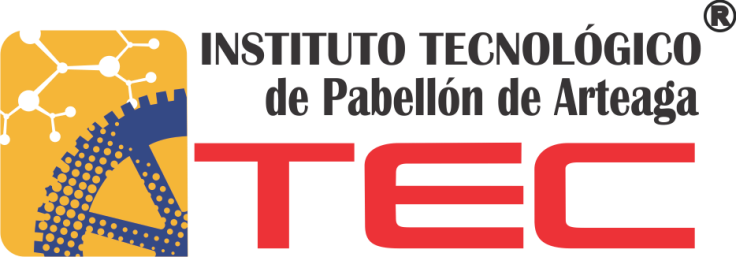 INSTITUTO TECNOLÓGICO®
de Pabellón de Arteaga
TEC